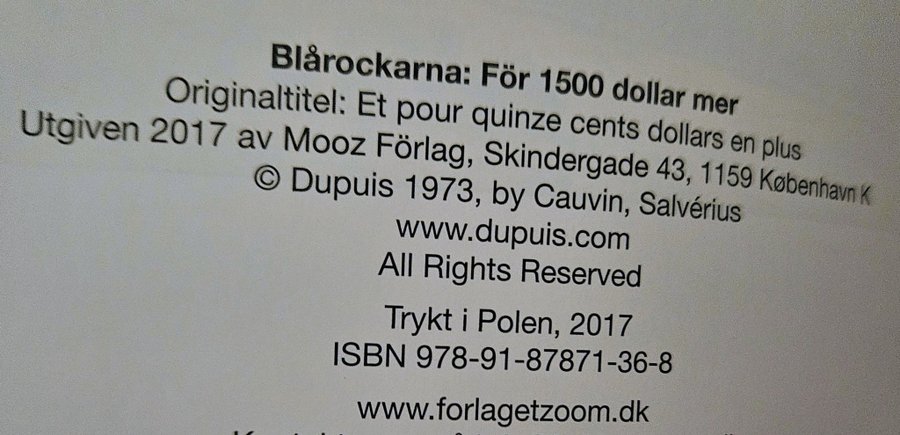 Blårockarna: För 1500 dollar mer
Originaltitel: Et pour quinze cents dollars en plus
Utgiven 2017 av Mooz Förlag, Skindergade 43, 1159 København K
© Dupuis 1973, by Cauvin, Salvérius
www.dupuis.com
All Rights Reserved
Trykt i Polen, 2017
ISBN 978-91-87871-36-8
www.forlagetzoom.dk